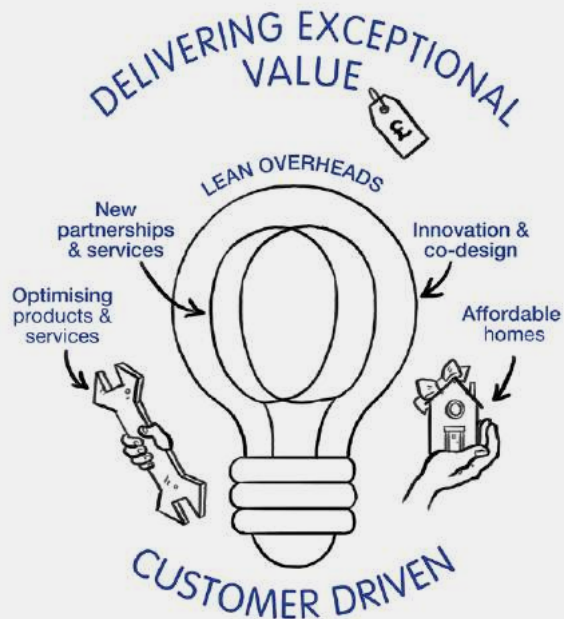 DELIVERING EXCEPTIONAL
VALUE
£
LEAN OVERHEADS
New
partnerships
& services
Innovation &
co-design
Optimising
products &
services
Affordable
homes
CUSTOMER DRIVEN